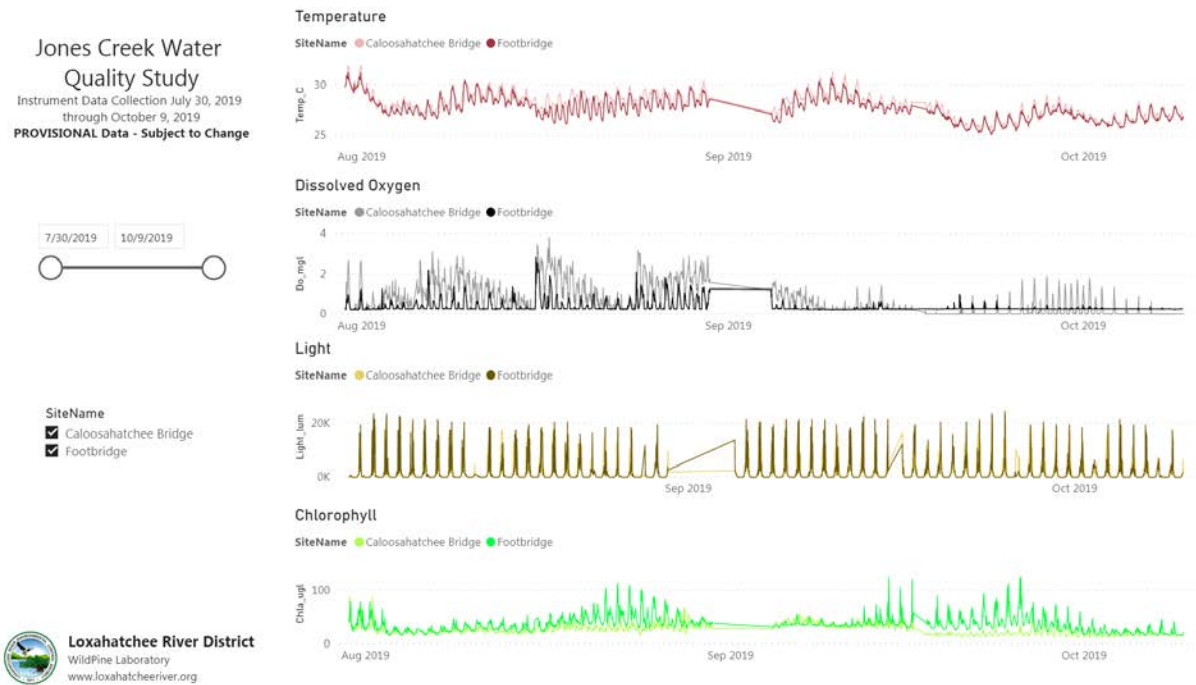 Jones Creek Water
Quality Study
Instrument Data Collection July 30, 2019
through October 9, 2019
PROVISIONAL Data - Subject to Change
7/30/2019 10/9/2019
SiteName
Caloosahatchee Bridge
Footbridge
Loxahatchee River District
WildPine Laboratory
www.loxahatcheeriver.org
Temperature
SiteName Caloosahatchee Bridge Footbridge
Temp_C
30
25
Aug 2019 Sep 2019 Oct 2019
Dissolved Oxygen
SiteName Caloosahatchee Bridge Footbridge
Do_mgl
4
2
0
Aug 2019 Sep 2019 Oct 2019
Light
SiteName Caloosahatchee Bridge Footbridge
Light_lum
20K
0K
Sep 2019 Oct 2019
Chlorophyll
SiteName Caloosahatchee Bridge Footbridge
Chla_ugl
100
0
Aug 2019 Sep 2019 Oct 2019